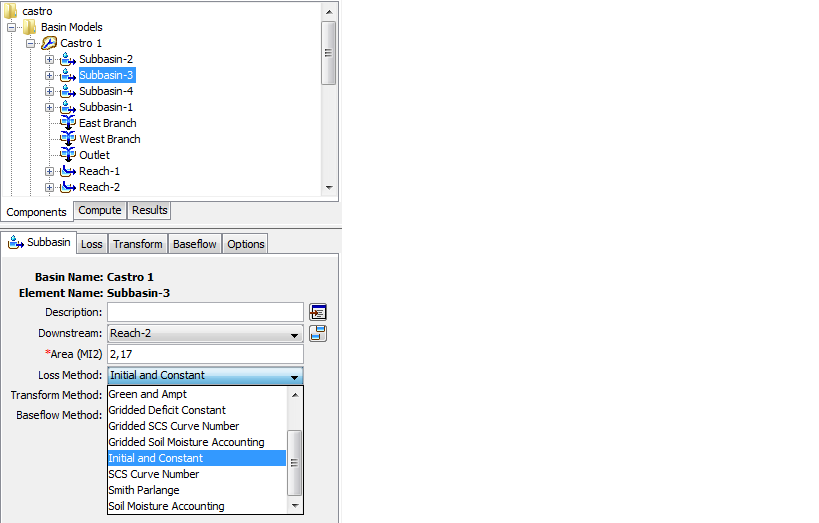 castro
Basin Models
Castro 1
Subbasin-2
Subbasin-3
Subbasin-4
Subbasin-1
East Branch
West Branch
Outlet
Reach-1
Reach-2
Components Compute Results
Subbasin Loss Transform Baseflow Options
Basin Name: Castro 1
Element Name: Subbasin-3
Description:
Downstream: Reach-2
*Area (MI2) 2,17
Loss Method: Initial and Constant
Transform Method: Green and Ampt
Gridded Deficit Constant
Baseflow Method: Gridded SCS Curve Number
Gridded Soil Moisture Accounting
Initial and Constant
SCS Curve Number
Smith Parlange
Soil Moisture Accounting